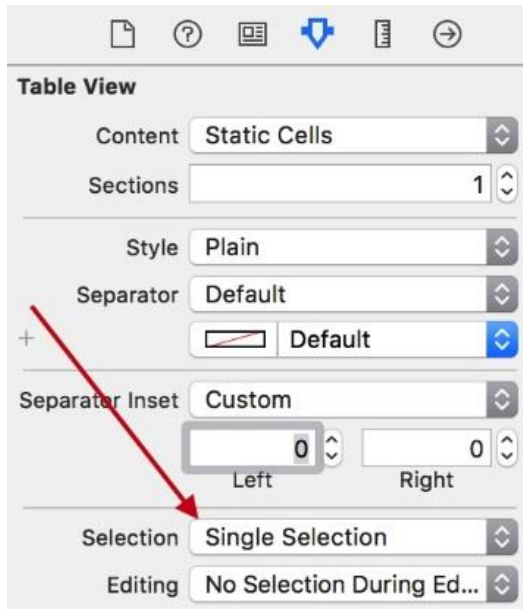 Table View
Content Static Cells
Sections 1
Style Plain
Separator Default
+ Default
Separator Inset Custom
0 0
Left Right
Selection Single Selection
Editing No Selection During Ed...